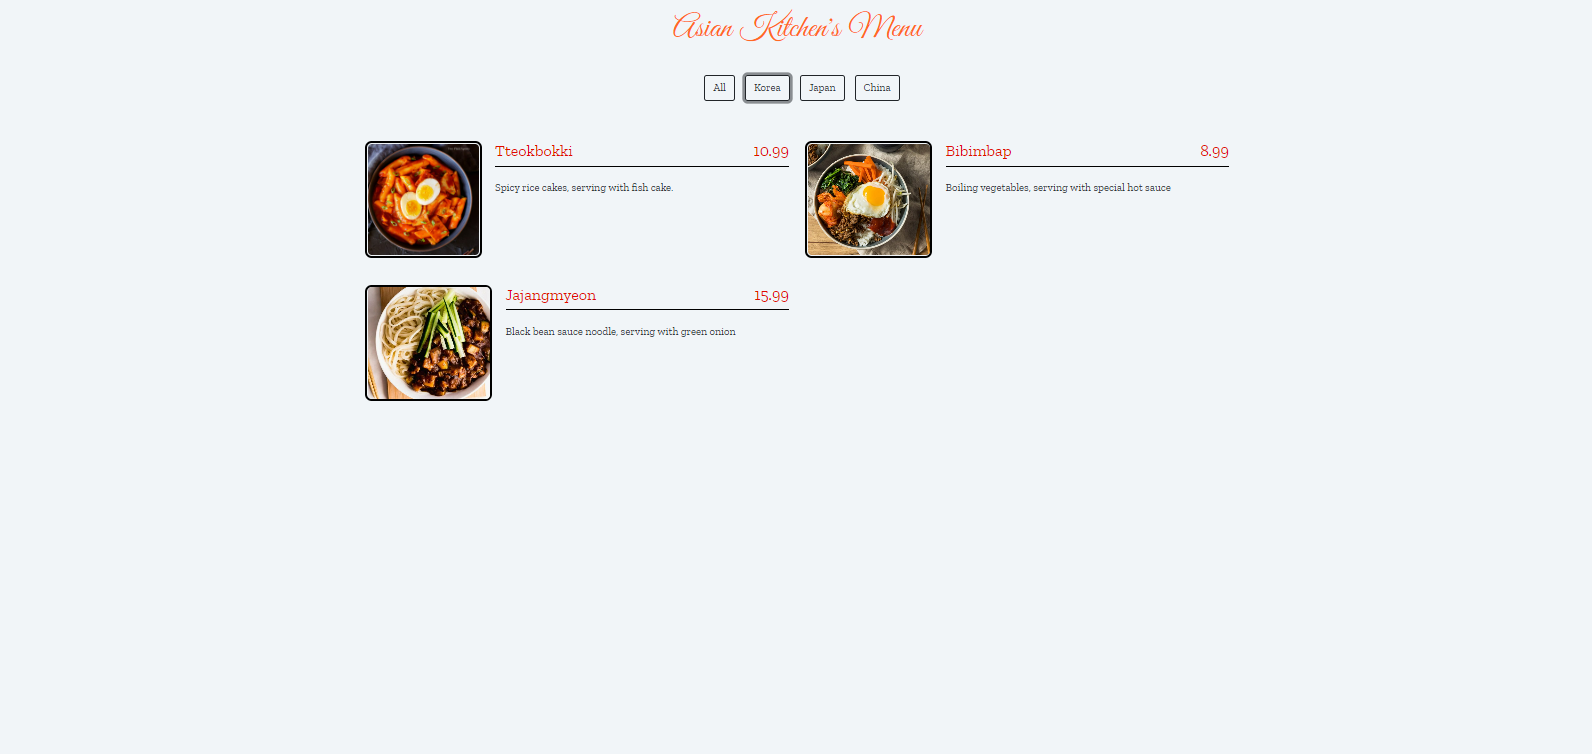 Asian Kitchen's Menu
All Korea Japan China
Tteokbokki 10.99
Spicy rice cakes, serving with fish cake.
Bibimbap 8.99
Boiling vegetables, serving with special hot sauce
Jajangmyeon 15.99
Black bean sauce noodle, serving with green onion